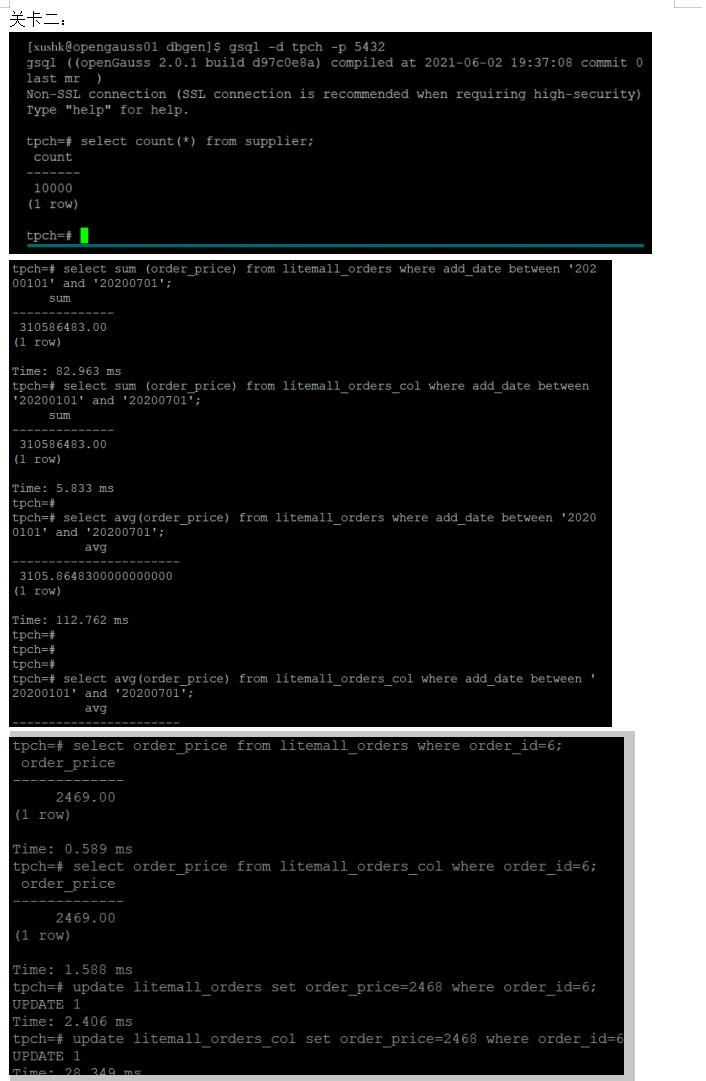 关卡二：
[xushk@opengauss01 dbgen]$ gsql -d tpch -p 5432
gsql ((openGauss 2.0.1 build d97c0e8a) compiled at 2021-06-02 19:37:08 commit 0
last mr  )
Non-SSL connection (SSL connection is recommended when requiring high-security)
Type "help" for help.
tpch=# select count(*) from supplier;
count
-------
10000
(1 row)
tpch=#
tpch=# select sum (order_price) from litemall_orders where add_date between '202
00101' and '20200701';
sum
--------------
310586483.00
(1 row)
Time: 82.963 ms
tpch=# select sum (order_price) from litemall_orders_col where add_date between
'20200101' and '20200701';
sum
--------------
310586483.00
(1 row)
Time: 5.833 ms
tpch=#
tpch=# select avg(order_price) from litemall_orders where add_date between '2020
0101' and '20200701';
avg
-----------------------
3105.8648300000000000
(1 row)
Time: 112.762 ms
tpch=#
tpch=#
tpch=#
tpch=# select avg(order_price) from litemall_orders_col where add_date between '
20200101' and '20200701';
avg
-----------------------
tpch=# select order_price from litemall_orders where order_id=6;
order_price
-------------
2469.00
(1 row)
Time: 0.589 ms
tpch=# select order_price from litemall_orders_col where order_id=6;
order_price
-------------
2469.00
(1 row)
Time: 1.588 ms
tpch=# update litemall_orders set order_price=2468 where order_id=6;
UPDATE 1
Time: 2.406 ms
tpch=# update litemall_orders_col set order_price=2468 where order_id=6
UPDATE 1
Time: 28.349 ms